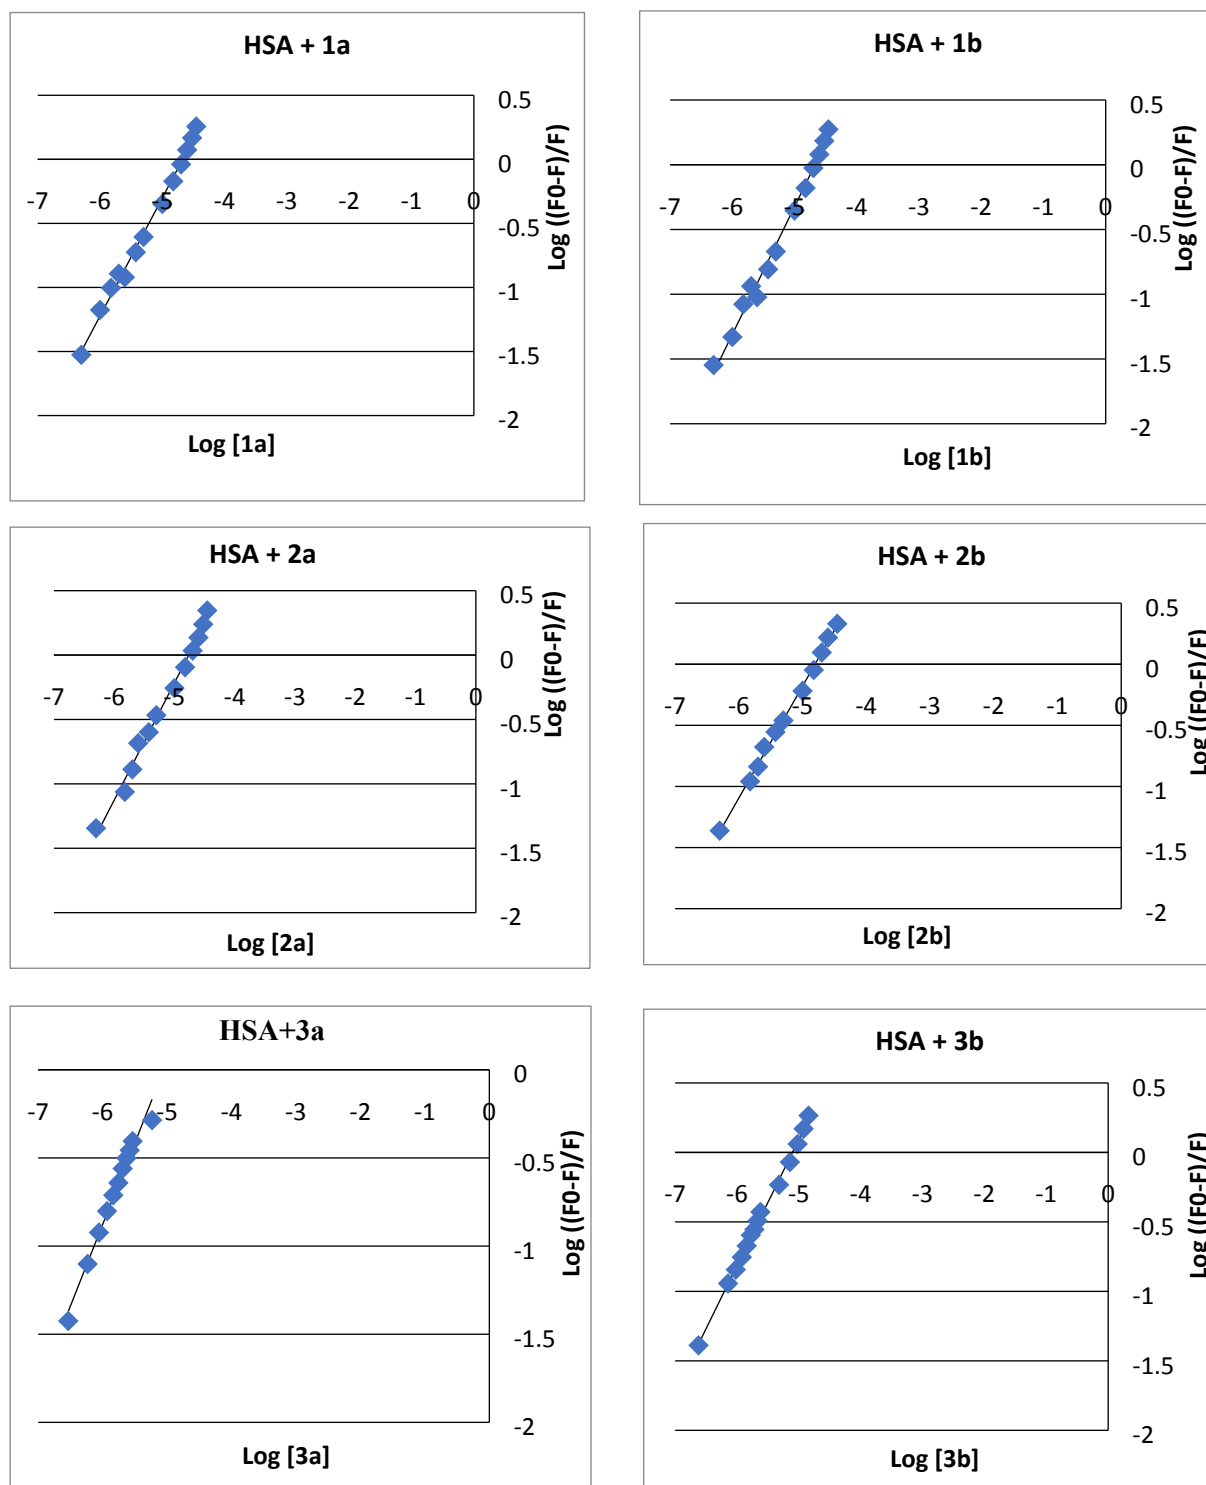 HSA + 1a
0.5
0
-0.5
-1
-1.5
-2
-7 -6 -5 -4 -3 -2 -1 0
Log ((F0-F)/F)
Log [1a]
HSA + 1b
0.5
0
-0.5
-1
-1.5
-2
-7 -6 -5 -4 -3 -2 -1 0
Log ((F0-F)/F)
Log [1b]
HSA + 2a
0.5
0
-0.5
-1
-1.5
-2
-7 -6 -5 -4 -3 -2 -1 0
Log ((F0-F)/F)
Log [2a]
HSA + 2b
0.5
0
-0.5
-1
-1.5
-2
-7 -6 -5 -4 -3 -2 -1 0
Log ((F0-F)/F)
Log [2b]
HSA+3a
0
-0.5
-1
-1.5
-2
-7 -6 -5 -4 -3 -2 -1 0
Log ((F0-F)/F)
Log [3a]
HSA + 3b
0.5
0
-0.5
-1
-1.5
-2
-7 -6 -5 -4 -3 -2 -1 0
Log ((F0-F)/F)
Log [3b]